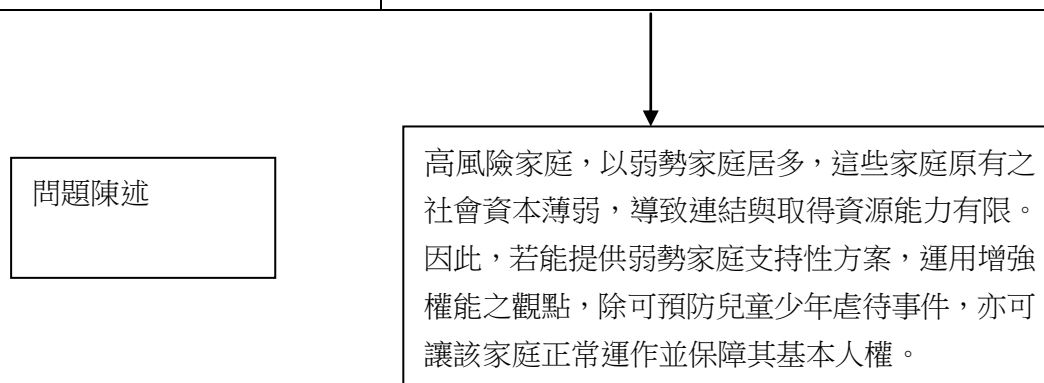 問題陳述
高風險家庭，以弱勢家庭居多，這些家庭原有之
社會資本薄弱，導致連結與取得資源能力有限。
因此，若能提供弱勢家庭支持性方案，運用增強
權能之觀點，除可預防兒童少年虐待事件，亦可
讓該家庭正常運作並保障其基本人權。